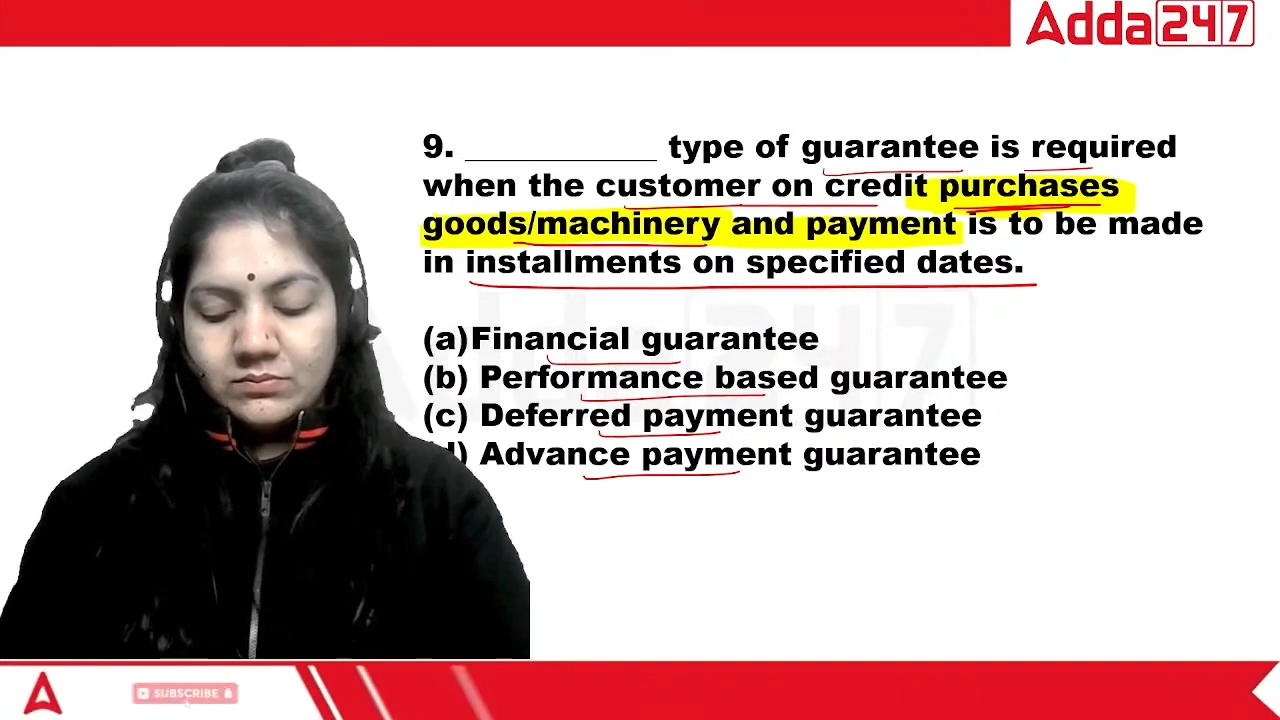 Adda247
9. ____________ type of guarantee is required
when the customer on credit purchases
goods/machinery and payment is to be made
in installments on specified dates.
(a)Financial guarantee
(b) Performance based guarantee
(c) Deferred payment guarantee
d) Advance payment guarantee
SUBSCRIBE